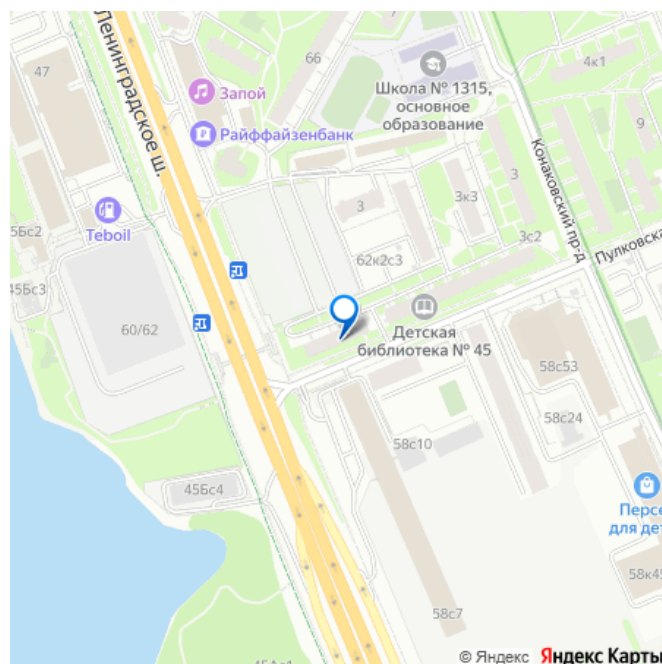 Ленинградское ш.
47
66
4к1
Запой
Школа № 1315,
основное
образование
Райффайзенбанк
9
Конаковский пр-д
Teboil
3к3
3
3
3с2
Пулковска
62к2с3
60/62
Детская
библиотека № 45
58с53
58с24
58с10
45Бс4
Персе
для дет
58к45
58с7
© Яндекс Яндекс Карты